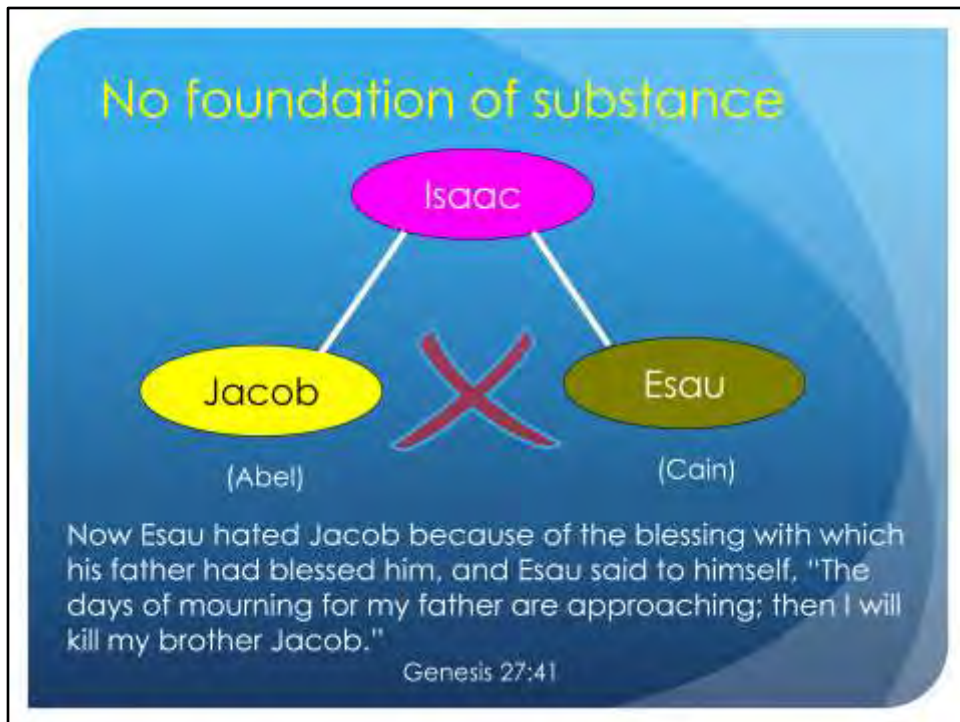 No foundation of substance
Isaac
Jacob
Esau
(Abel)
(Cain)
Now Esau hated Jacob because of the blessing with which
his father had blessed him, and Esau said to himself, "The
days of mourning for my father are approaching; then I will
kill my brother Jacob."
Genesis 27:41